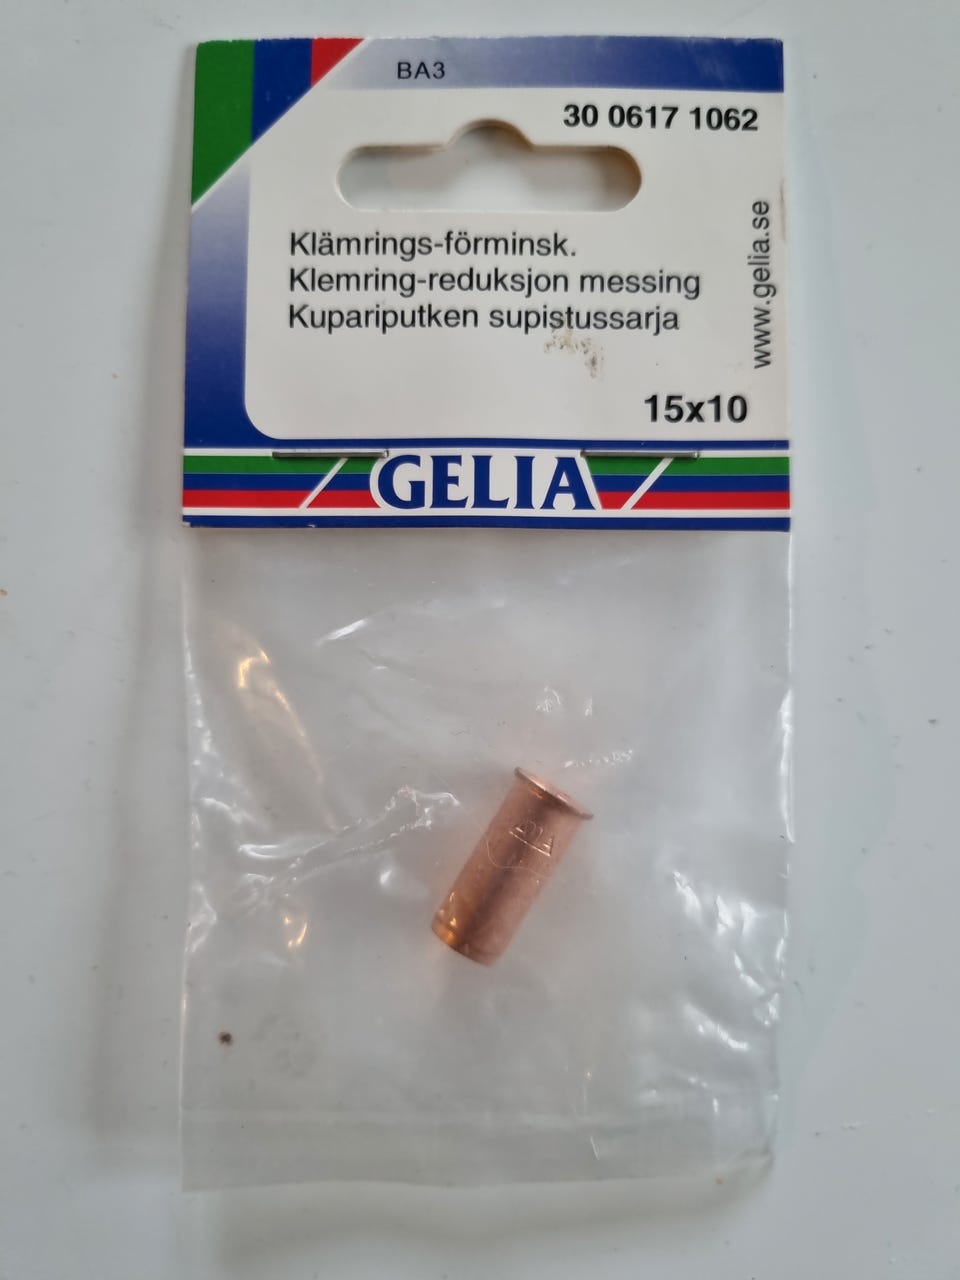 BA3
30 0617 1062
Klämrings-förminsk.
Klemring-reduksjon messing
Kupariputken supistussarja
www.gelia.se
15x10
GELIA